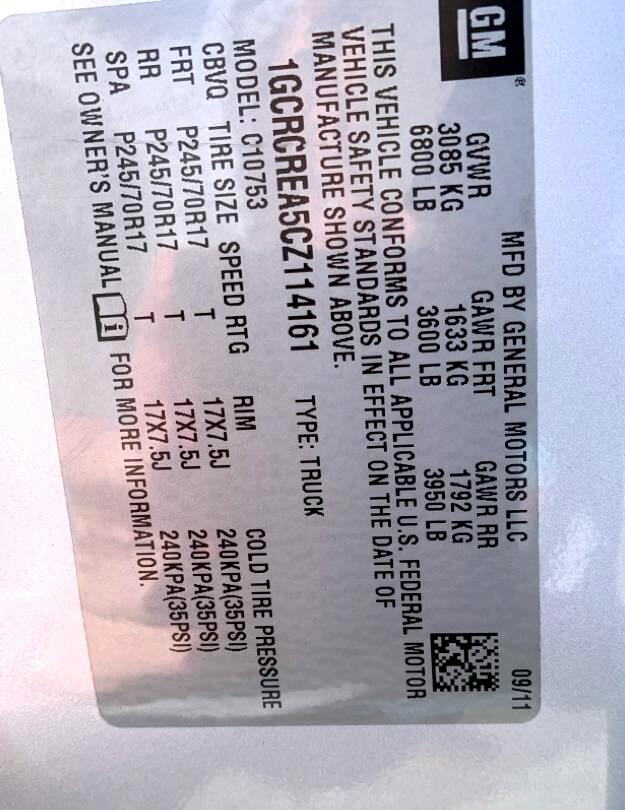 GM®
MFD BY GENERAL MOTORS LLC 09/11
GVWR GAWR FRT GAWR RR
3085 KG 1633 KG 1792 KG
6800 LB 3600 LB 3950 LB
THIS VEHICLE CONFORMS TO ALL APPLICABLE U.S. FEDERAL MOTOR
VEHICLE SAFETY STANDARDS IN EFFECT ON THE DATE OF
MANUFACTURE SHOWN ABOVE.
1GCRCREA5CZ114161 TYPE: TRUCK
MODEL: C10753
CBVQ TIRE SIZE SPEED RTG RIM COLD TIRE PRESSURE
FRT P245/70R17 T 17X7.5J 240KPA(35PSI)
RR P245/70R17 T 17X7.5J 240KPA(35PSI)
SPA P245/70R17 T 17X7.5J 240KPA(35PSI)
SEE OWNER'S MANUAL FOR MORE INFORMATION